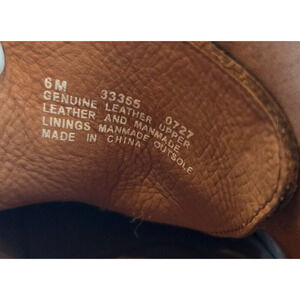 6M 33355 0727
GENUINE LEATHER UPPER
LEATHER AND MANMADE
LININGS MANMADE OUTSOLE
MADE IN CHINA